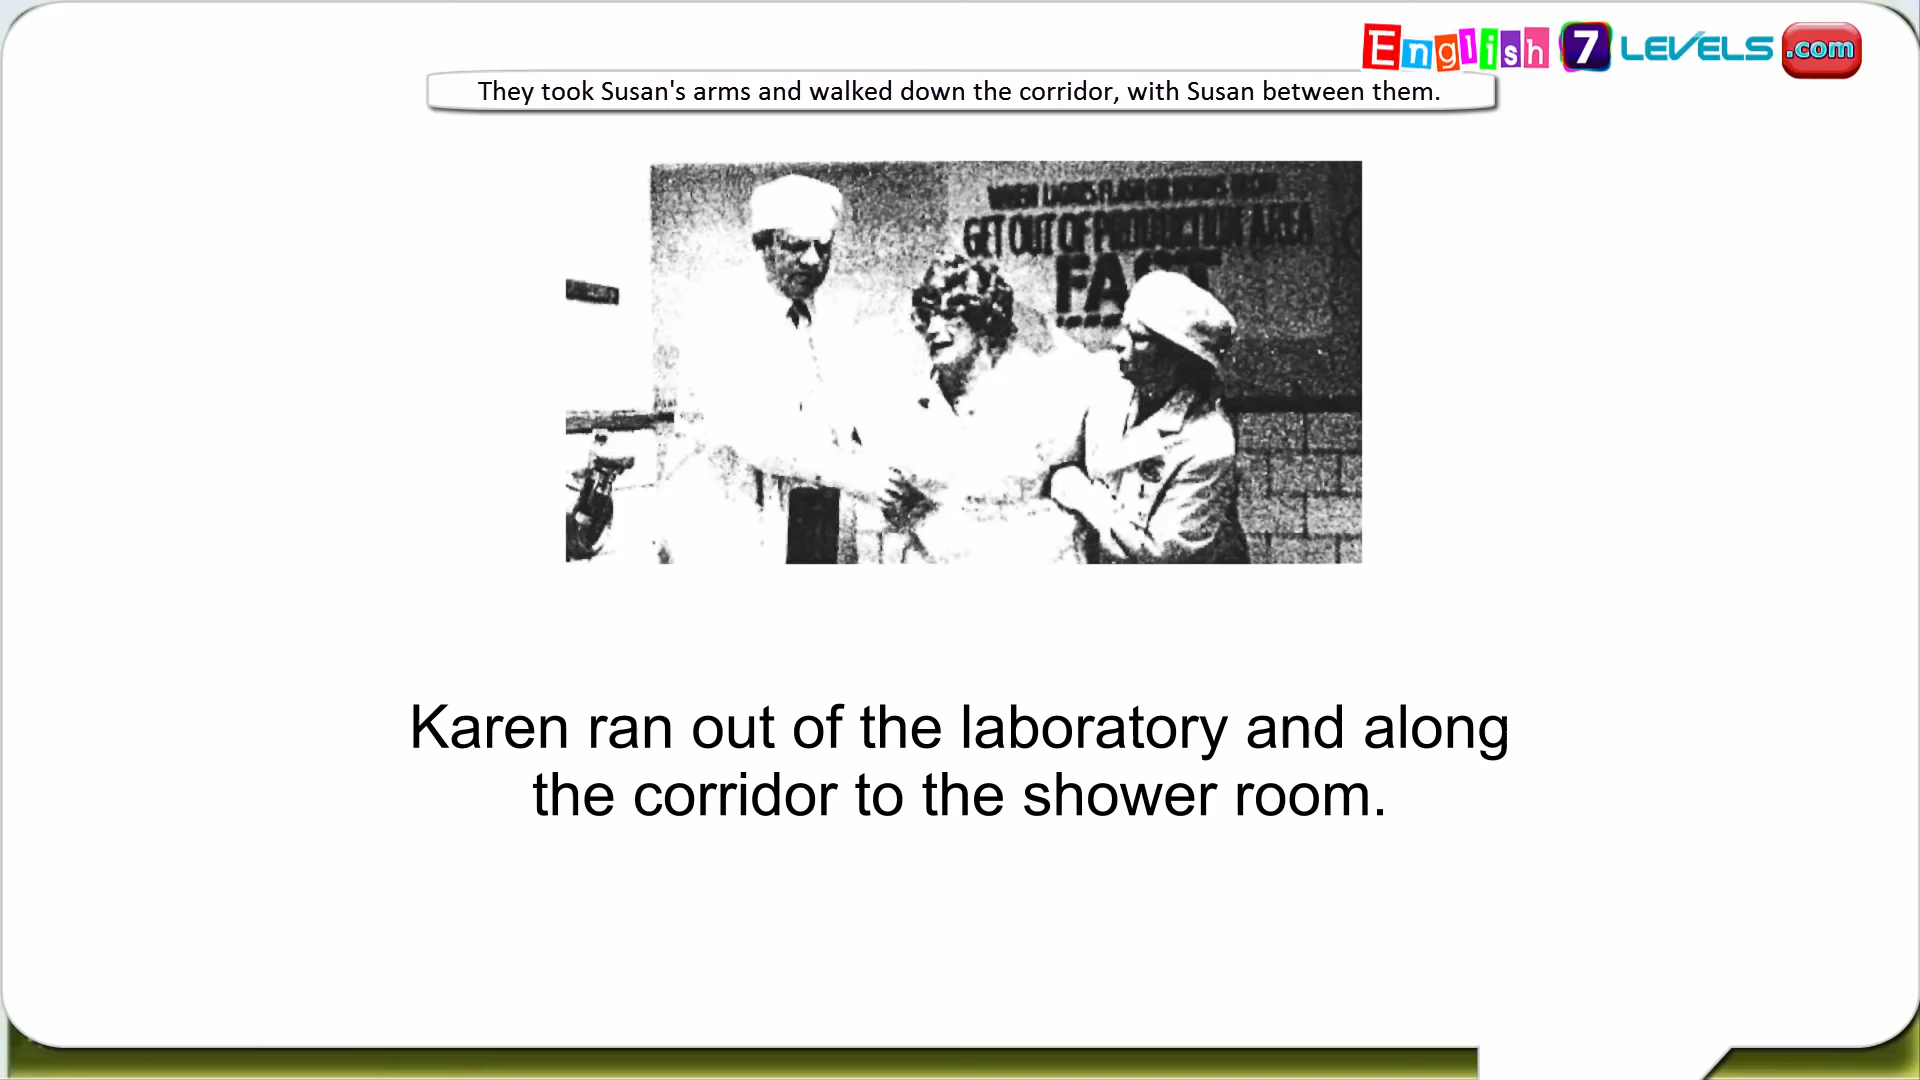 English 7 LEVELS .com
They took Susan's arms and walked down the corridor, with Susan between them.
WHEN LIGHTS FLASH OR HORNS BLOW
GET OUT OF PRODUCTION AREA
FAST
Karen ran out of the laboratory and along
the corridor to the shower room.